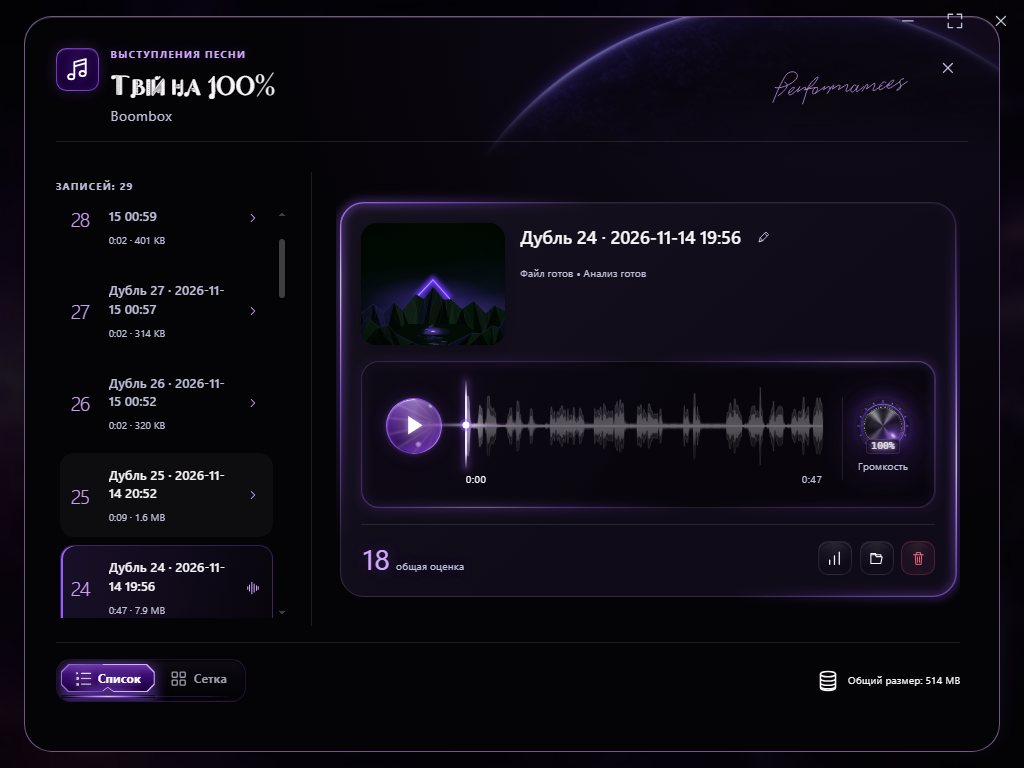 ВЫСТУПЛЕНИЯ ПЕСНИ
Твій на 100%
Boombox
Performances
ЗАПИСЕЙ: 29
28
15 00:59
0:02 · 401 KB
27
Дубль 27 · 2026-11-
15 00:57
0:02 · 314 KB
26
Дубль 26 · 2026-11-
15 00:52
0:02 · 320 KB
25
Дубль 25 · 2026-11-
14 20:52
0:09 · 1.6 MB
24
Дубль 24 · 2026-11-
14 19:56
0:47 · 7.9 MB
Дубль 24 · 2026-11-14 19:56
Файл готов • Анализ готов
0:00
0:47
100%
Громкость
18 общая оценка
Список
Сетка
Общий размер: 514 MB